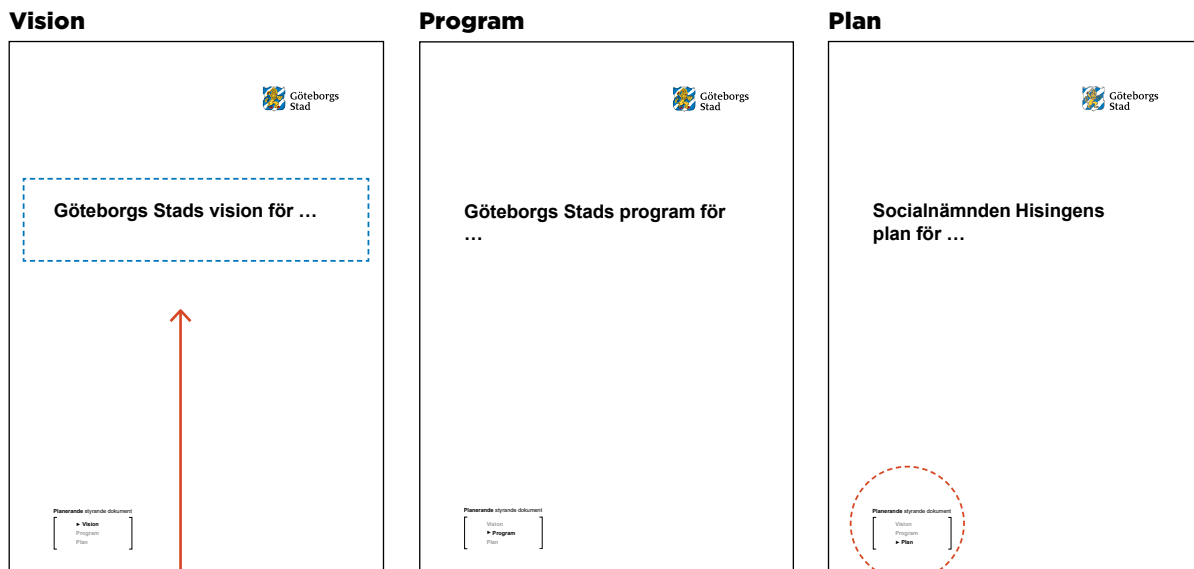 Vision
Göteborgs
Stad
Göteborgs Stads vision för …
Planerande styrande dokument
► Vision
Program
Plan
Program
Göteborgs
Stad
Göteborgs Stads program för
…
Planerande styrande dokument
Vision
► Program
Plan
Plan
Göteborgs
Stad
Socialnämnden Hisingens
plan för …
Planerande styrande dokument
Vision
Program
► Plan